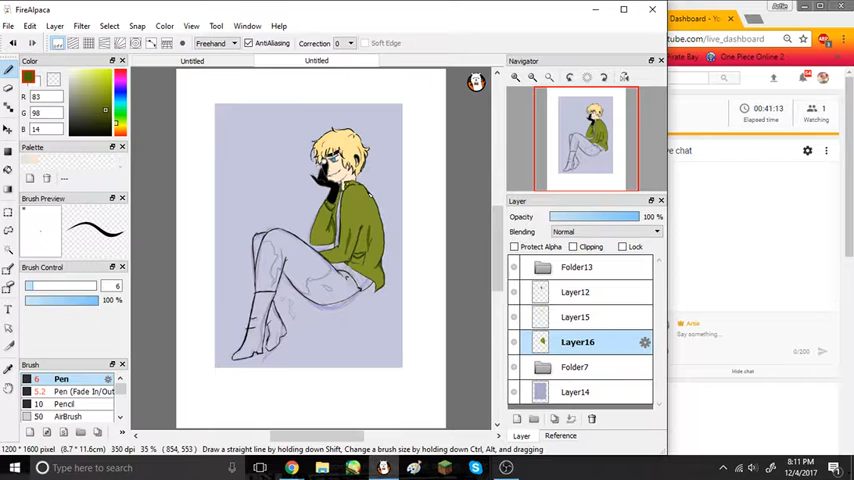 FireAlpaca
Artie
Dashboard - Yo
File Edit Layer Filter Select Snap Color View Tool Window Help
tube.com/live_dashboard
Freehand AntiAliasing Correction 0 Soft Edge
rate Bay One Piece Online 2
Color
Untitled
Untitled
Navigator
R 83
G 98
B 14
00:41:13
Elapsed time
1
Watching
Palette
---
ve chat
Brush Preview
Layer
Opacity 100 %
Blending Normal
Protect Alpha Clipping Lock
Brush Control
6
100 %
Folder13
Layer12
Layer15
Layer16
Folder7
Layer14
Artie
Say something...
0/200
Hide chat
Brush
6 Pen
5.2 Pen (Fade In/Out
10 Pencil
50 AirBrush
Layer Reference
1200 * 1600 pixel (8.7 * 11.6cm) 350 dpi 35 % ( 854, 553 ) Draw a straight line by holding down Shift, Change a brush size by holding down Ctrl, Alt, and dragging
Type here to search
8:11 PM
12/4/2017